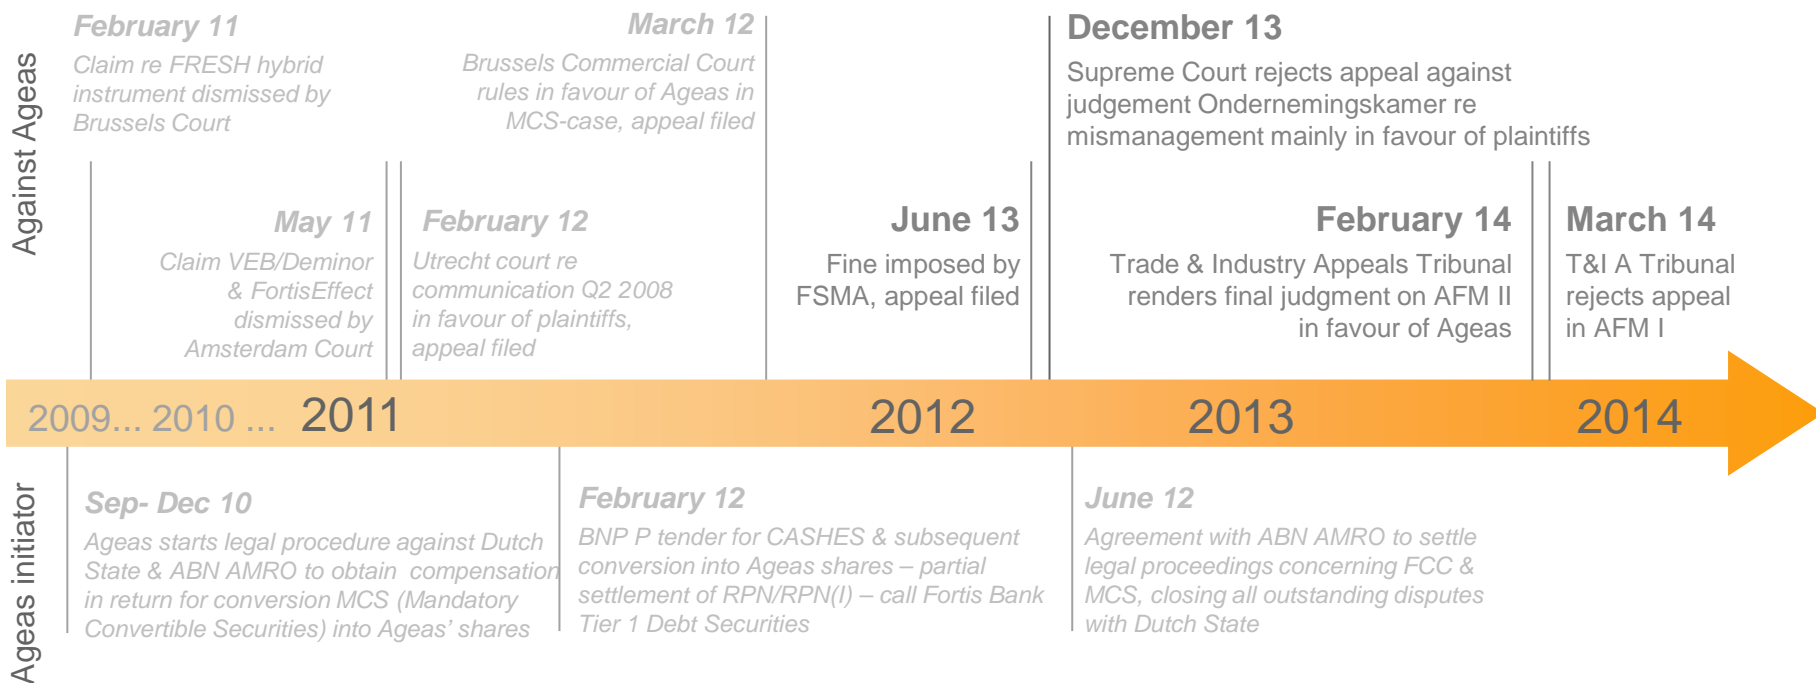 Against Ageas
February 11
Claim re FRESH hybrid
instrument dismissed by
Brussels Court
March 12
Brussels Commercial Court
rules in favour of Ageas in
MCS-case, appeal filed
December 13
Supreme Court rejects appeal against
judgement Ondernemingskamer re
mismanagement mainly in favour of plaintiffs
May 11
Claim VEB/Deminor
& FortisEffect
dismissed by
Amsterdam Court
February 12
Utrecht court re
communication Q2 2008
in favour of plaintiffs,
appeal filed
June 13
Fine imposed by
FSMA, appeal filed
February 14
Trade & Industry Appeals Tribunal
renders final judgment on AFM II
in favour of Ageas
March 14
T&I A Tribunal
rejects appeal
in AFM I
2009... 2010 ... 2011 2012 2013 2014
Ageas initiator
Sep- Dec 10
Ageas starts legal procedure against Dutch
State & ABN AMRO to obtain compensation
in return for conversion MCS (Mandatory
Convertible Securities) into Ageas' shares
February 12
BNP P tender for CASHES & subsequent
conversion into Ageas shares – partial
settlement of RPN/RPN(I) – call Fortis Bank
Tier 1 Debt Securities
June 12
Agreement with ABN AMRO to settle
legal proceedings concerning FCC &
MCS, closing all outstanding disputes
with Dutch State